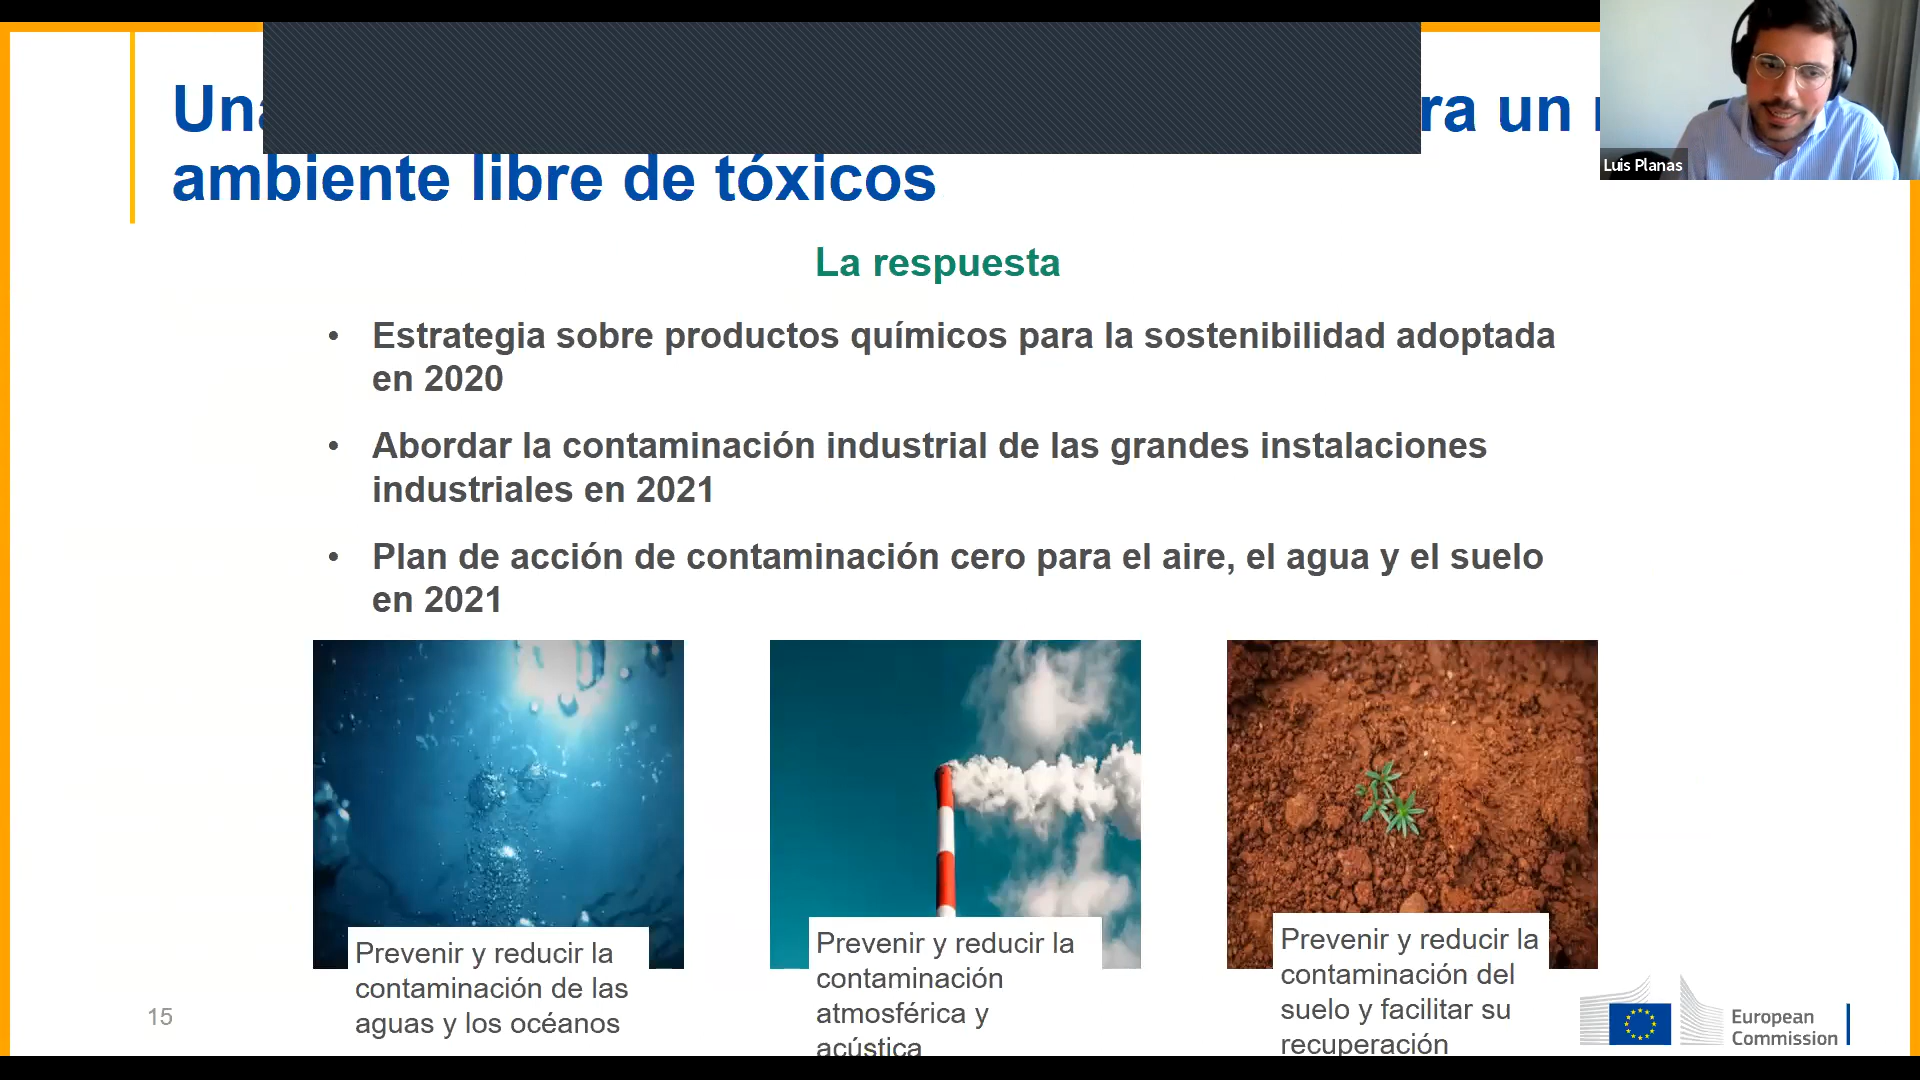 ra un
ambiente libre de tóxicos
Luis Planas
La respuesta
• Estrategia sobre productos químicos para la sostenibilidad adoptada
en 2020
• Abordar la contaminación industrial de las grandes instalaciones
industriales en 2021
• Plan de acción de contaminación cero para el aire, el agua y el suelo
en 2021
Prevenir y reducir la
contaminación de las
aguas y los océanos
Prevenir y reducir la
contaminación
atmosférica y
acústica
Prevenir y reducir la
contaminación del
suelo y facilitar su
recuperación
15
European
Commission